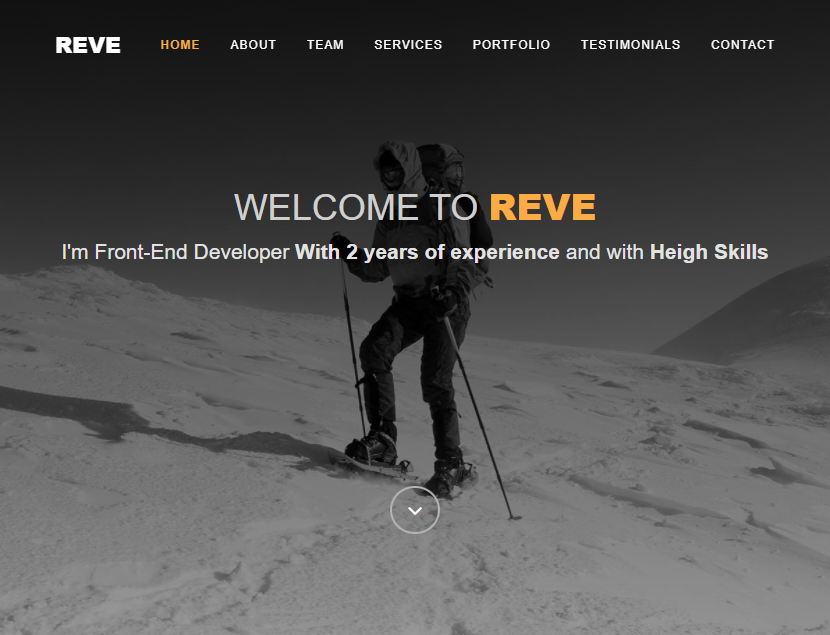 REVE HOME ABOUT TEAM SERVICES PORTFOLIO TESTIMONIALS CONTACT
WELCOME TO REVE
I'm Front-End Developer With 2 years of experience and with Heigh Skills